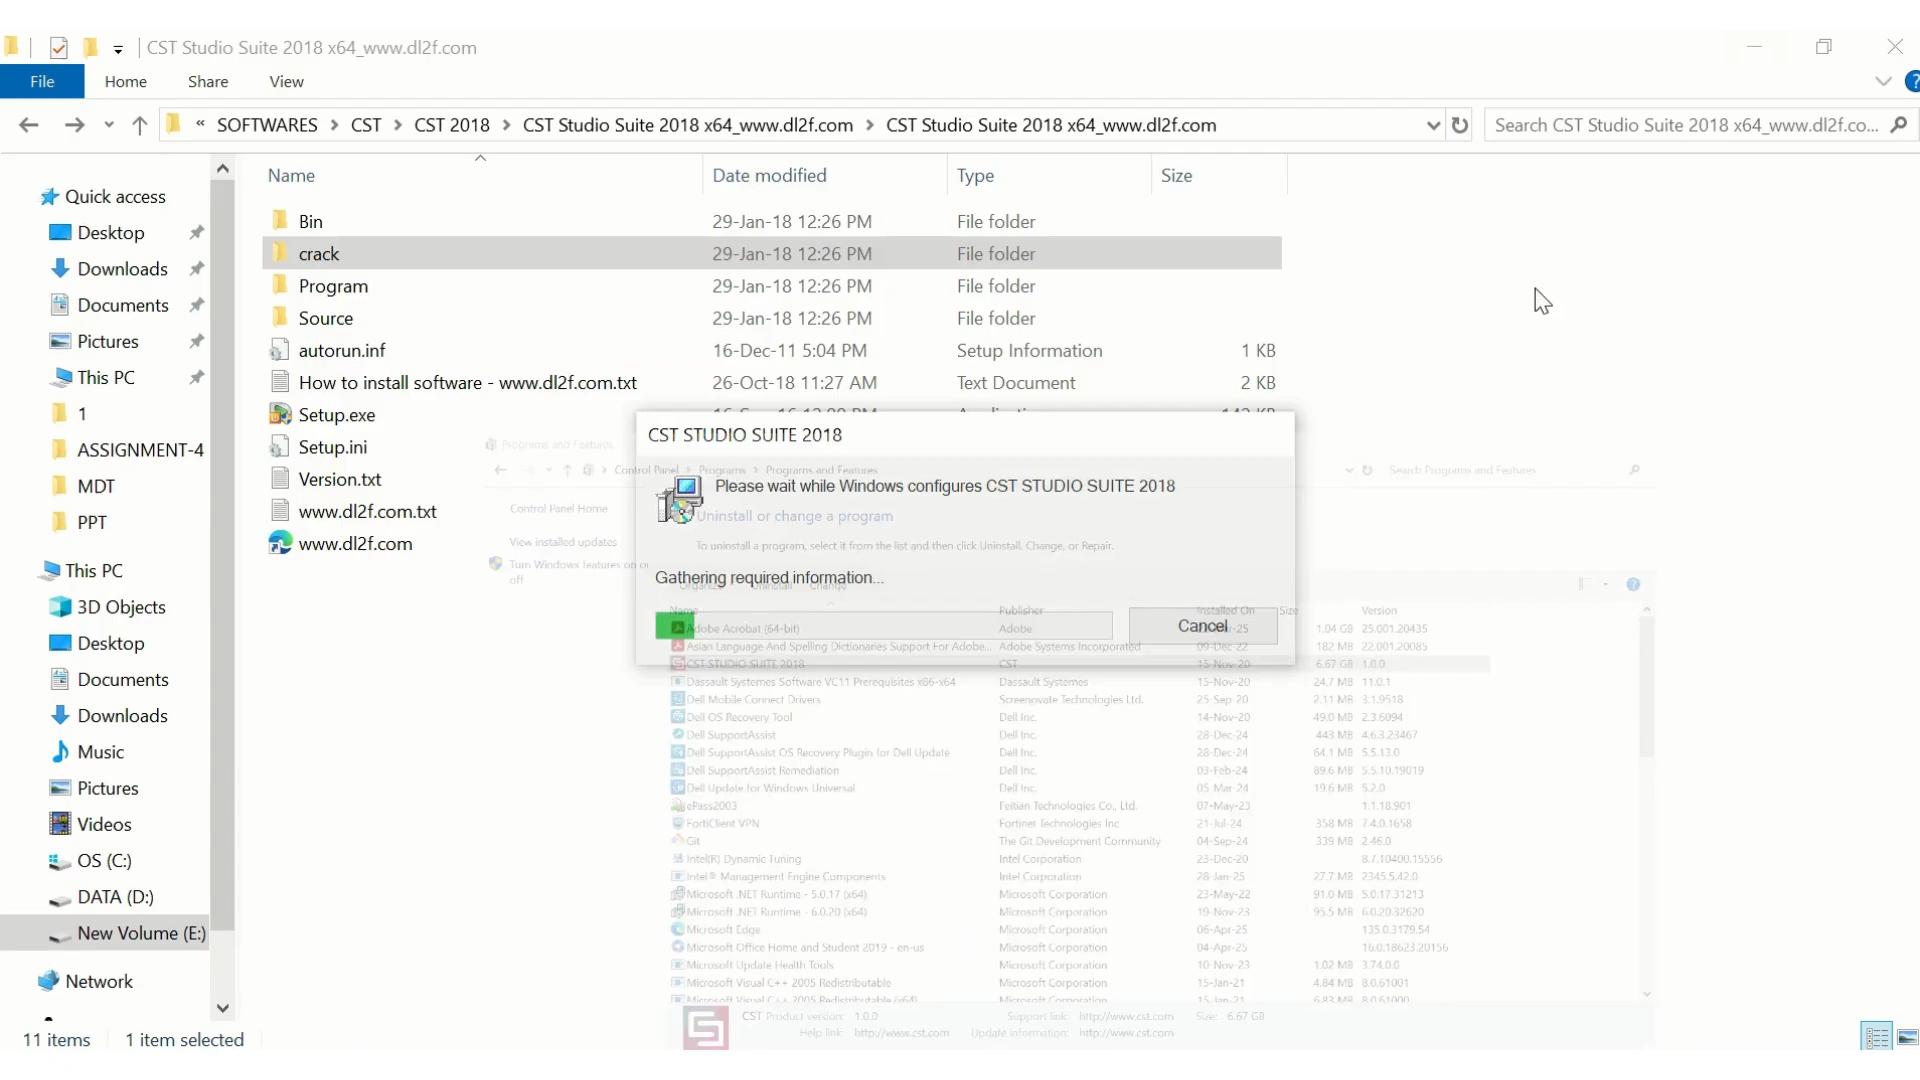 CST Studio Suite 2018 x64_www.dl2f.com
File Home Share View
« SOFTWARES > CST > CST 2018 > CST Studio Suite 2018 x64_www.dl2f.com > CST Studio Suite 2018 x64_www.dl2f.com
Search CST Studio Suite 2018 x64_www.dl2f.co...
Quick access
Desktop
Downloads
Documents
Pictures
This PC
1
ASSIGNMENT-4
MDT
PPT
This PC
3D Objects
Desktop
Documents
Downloads
Music
Pictures
Videos
OS (C:)
DATA (D:)
New Volume (E:)
Network
Name Date modified Type Size
Bin 29-Jan-18 12:26 PM File folder
crack 29-Jan-18 12:26 PM File folder
Program 29-Jan-18 12:26 PM File folder
Source 29-Jan-18 12:26 PM File folder
autorun.inf 16-Dec-11 5:04 PM Setup Information 1 KB
How to install software - www.dl2f.com.txt 26-Oct-18 11:27 AM Text Document 2 KB
Setup.exe
Setup.ini
Version.txt
www.dl2f.com.txt
www.dl2f.com
CST STUDIO SUITE 2018
Please wait while Windows configures CST STUDIO SUITE 2018
Gathering required information...
Cancel
Programs and Features
Control Panel > Programs > Programs and Features
Search Programs and Features
Control Panel Home
View installed updates
Turn Windows features on or
off
Uninstall or change a program
To uninstall a program, select it from the list and then click Uninstall, Change, or Repair.
Organize Uninstall Change
Name Publisher Installed On Size Version
Adobe Acrobat (64-bit) Adobe 1.04 GB 25.001.20435
Asian Language And Spelling Dictionaries Support For Adobe... Adobe Systems Incorporated 09-Dec-22 182 MB 22.001.20085
CST STUDIO SUITE 2018 CST 15-Nov-20 6.67 GB 1.0.0
Dassault Systemes Software VC11 Prerequisites x86-x64 Dassault Systemes 15-Nov-20 24.7 MB 11.0.1
Dell Mobile Connect Drivers Screenovate Technologies Ltd. 25-Sep-20 2.11 MB 3.1.9518
Dell OS Recovery Tool Dell Inc. 14-Nov-20 49.0 MB 2.3.6094
Dell SupportAssist Dell Inc. 28-Dec-24 443 MB 4.6.3.23467
Dell SupportAssist OS Recovery Plugin for Dell Update Dell Inc. 28-Dec-24 64.1 MB 5.5.13.0
Dell SupportAssist Remediation Dell Inc. 03-Feb-24 89.6 MB 5.5.10.19019
Dell Update for Windows Universal Dell Inc. 05-Mar-24 19.6 MB 5.2.0
ePass2003 Feitian Technologies Co., Ltd. 07-May-23 1.1.18.901
FortiClient VPN Fortinet Technologies Inc 21-Jul-24 358 MB 7.4.0.1658
Git The Git Development Community 04-Sep-24 339 MB 2.46.0
Intel(R) Dynamic Tuning Intel Corporation 23-Dec-20 8.7.10400.15556
Intel® Management Engine Components Intel Corporation 28-Jan-25 27.7 MB 2345.5.42.0
Microsoft .NET Runtime - 5.0.17 (x64) Microsoft Corporation 23-May-22 91.0 MB 5.0.17.31213
Microsoft .NET Runtime - 6.0.20 (x64) Microsoft Corporation 19-Nov-23 95.5 MB 6.0.20.32620
Microsoft Edge Microsoft Corporation 06-Apr-25 135.0.3179.54
Microsoft Office Home and Student 2019 - en-us Microsoft Corporation 04-Apr-25 16.0.18623.20156
Microsoft Update Health Tools Microsoft Corporation 10-Nov-23 1.02 MB 3.74.0.0
Microsoft Visual C++ 2005 Redistributable Microsoft Corporation 15-Jan-21 4.84 MB 8.0.61001
Microsoft Visual C++ 2005 Redistributable (x64) Microsoft Corporation 15-Jan-21 6.83 MB 8.0.61000
CST Product version: 1.0.0 Support link: http://www.cst.com Size: 6.67 GB
Help link: http://www.cst.com Update information: http://www.cst.com
11 items 1 item selected